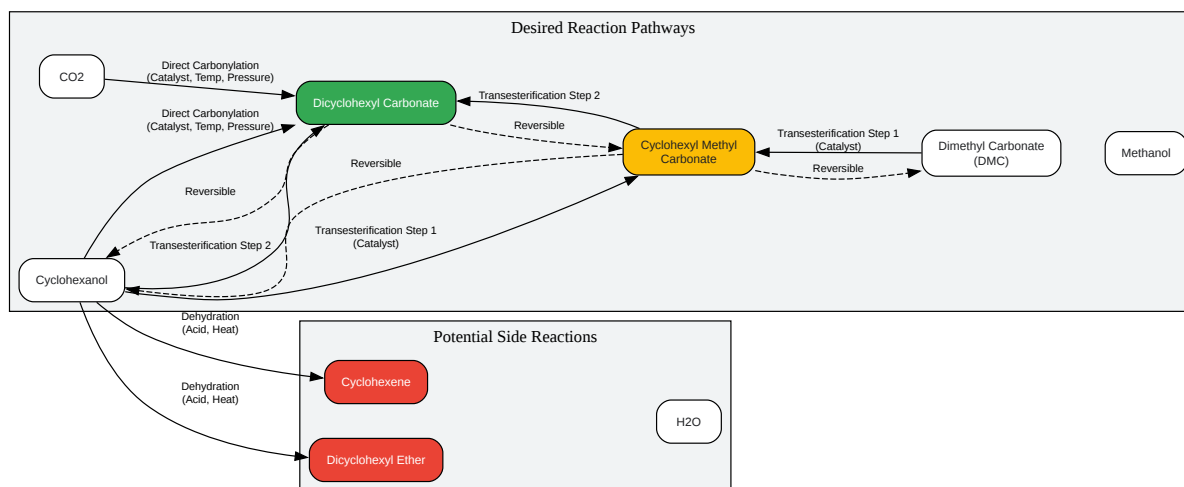 Desired Reaction Pathways
CO2
Direct Carbonylation
(Catalyst, Temp, Pressure)
Dicyclohexyl Carbonate
Transesterification Step 2
Direct Carbonylation
(Catalyst, Temp, Pressure)
Reversible
Cyclohexyl Methyl
Carbonate
Transesterification Step 1
(Catalyst)
Reversible
Dimethyl Carbonate
(DMC)
Methanol
Reversible
Reversible
Transesterification Step 2
Transesterification Step 1
(Catalyst)
Cyclohexanol
Dehydration
(Acid, Heat)
Potential Side Reactions
Cyclohexene
Dehydration
(Acid, Heat)
H2O
Dicyclohexyl Ether